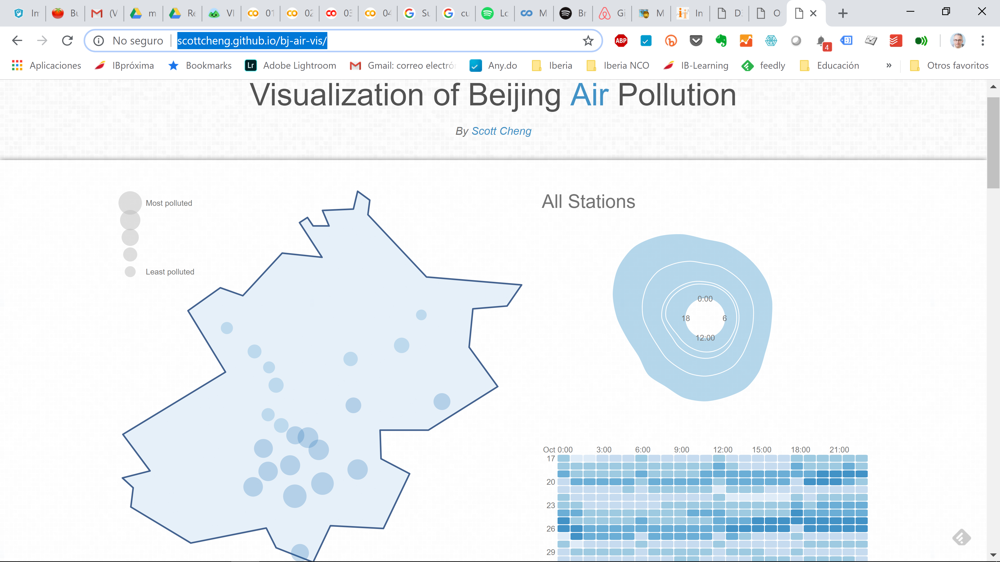 In
Bu
(V
m
Re
VI
01
02
03
04
Su
cu
Lc
M
Br
Gi
M
In
D3
O
No seguro
scottcheng.github.io/bj-air-vis/
ABP
4
Aplicaciones
IBpróxima
Bookmarks
Lr
Adobe Lightroom
Gmail: correo electró
Any.do
Iberia
Iberia NCO
IB-Learning
feedly
Educación
»
Otros favoritos
Visualization of Beijing Air Pollution
By Scott Cheng
Most polluted
Least polluted
All Stations
0:00
18
6
12:00
Oct 0:00 3:00 6:00 9:00 12:00 15:00 18:00 21:00
17
20
23
26
29